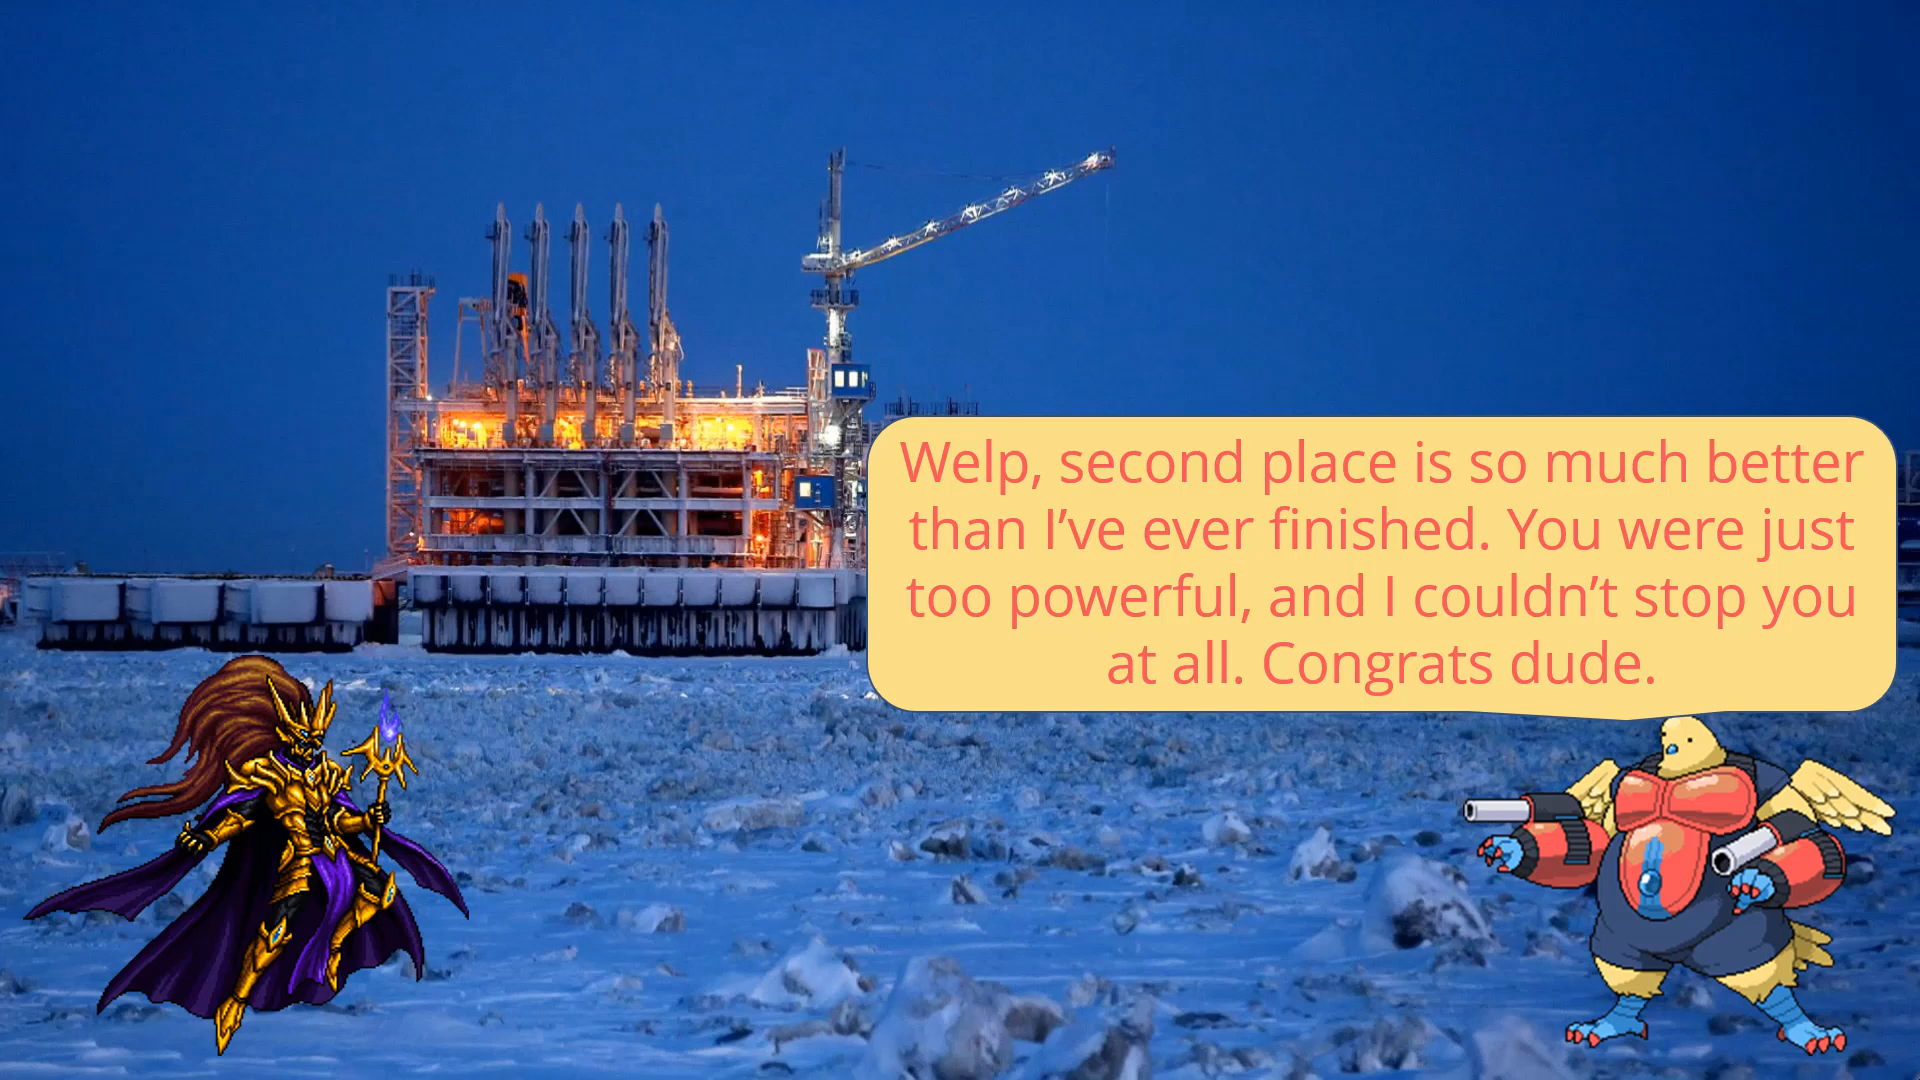 Welp, second place is so much better
than I’ve ever finished. You were just
too powerful, and I couldn’t stop you
at all. Congrats dude.